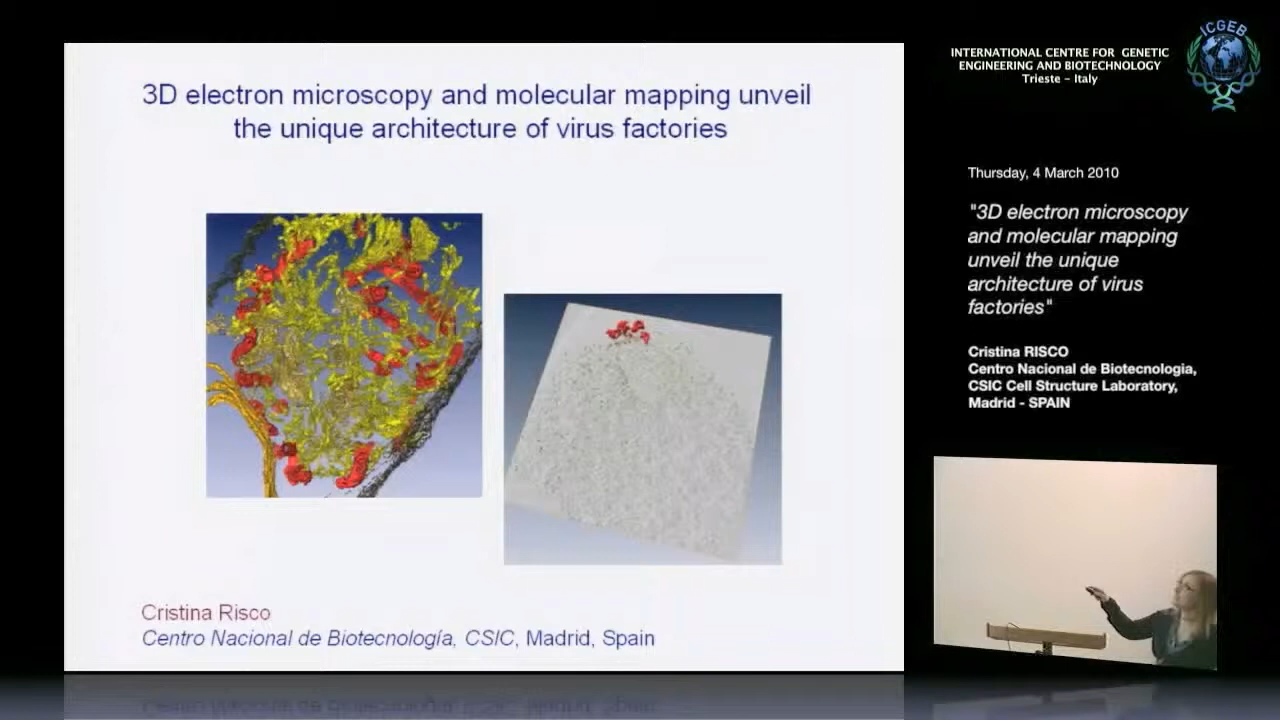 3D electron microscopy and molecular mapping unveil
the unique architecture of virus factories
Cristina Risco
Centro Nacional de Biotecnología, CSIC, Madrid, Spain
INTERNATIONAL CENTRE FOR GENETIC
ENGINEERING AND BIOTECHNOLOGY
Trieste - Italy
ICGEB
Thursday, 4 March 2010
"3D electron microscopy
and molecular mapping
unveil the unique
architecture of virus
factories"
Cristina RISCO
Centro Nacional de Biotecnologia,
CSIC Cell Structure Laboratory,
Madrid - SPAIN